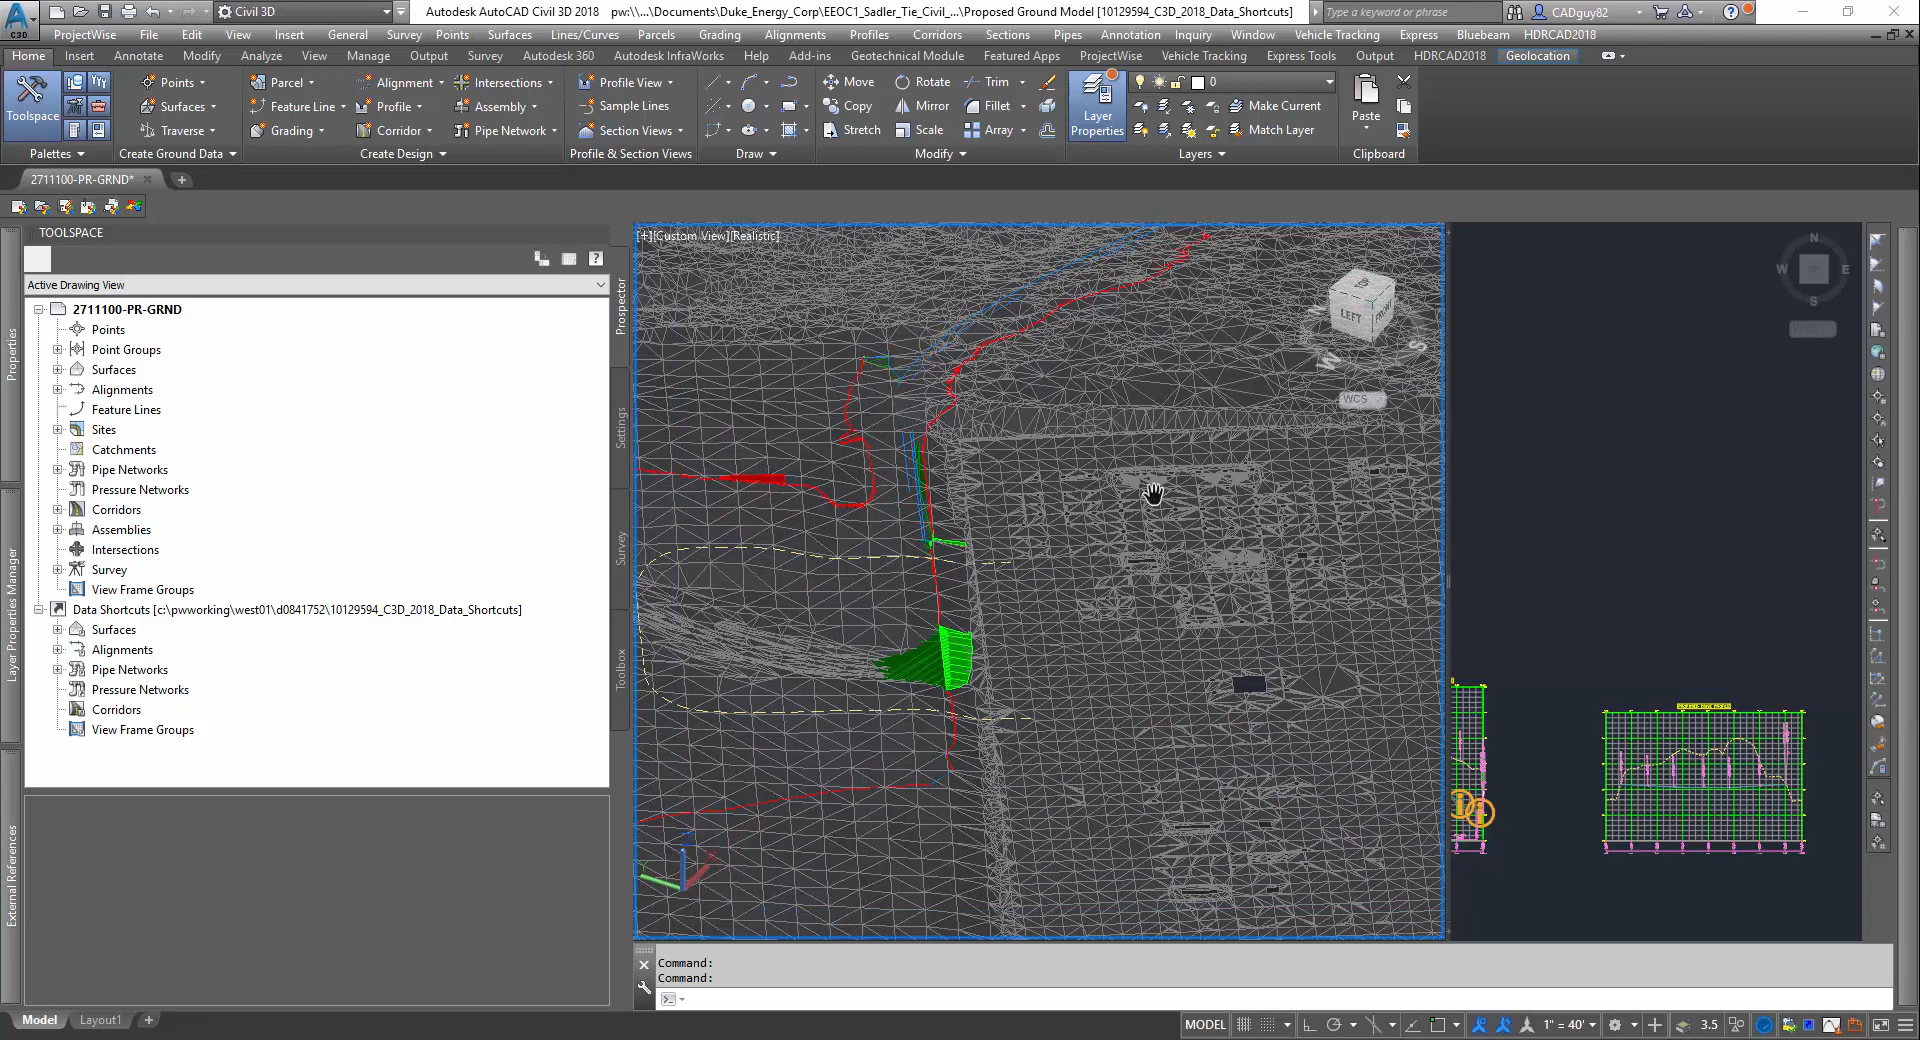 Civil 3D
Autodesk AutoCAD Civil 3D 2018 pw:\\...\Documents\Duke_Energy_Corp\EEOC1_Sadler_Tie_Civil_...\Proposed Ground Model [10129594_C3D_2018_Data_Shortcuts]
Type a keyword or phrase
CADguy82
C3D
ProjectWise File Edit View Insert General Survey Points Surfaces Lines/Curves Parcels Grading Alignments Profiles Corridors Sections Pipes Annotation Inquiry Window Vehicle Tracking Express Bluebeam HDRCAD2018
Home Insert Annotate Modify Analyze View Manage Output Survey Autodesk 360 Autodesk InfraWorks Help Add-ins Geotechnical Module Featured Apps ProjectWise Vehicle Tracking Express Tools Output HDRCAD2018 Geolocation
Points Parcel Alignment Intersections Profile View Move Rotate Trim 0
Surfaces Feature Line Profile Assembly Sample Lines Copy Mirror Fillet Make Current
Toolspace Layer Properties Paste
Traverse Grading Corridor Pipe Network Section Views Stretch Scale Array Match Layer
Palettes Create Ground Data Create Design Profile & Section Views Draw Modify Layers Clipboard
2711100-PR-GRND*
TOOLSPACE
Active Drawing View
2711100-PR-GRND
Points
Point Groups
Surfaces
Alignments
Feature Lines
Sites
Catchments
Pipe Networks
Pressure Networks
Corridors
Assemblies
Intersections
Survey
View Frame Groups
Data Shortcuts [c:\pwworking\west01\d0841752\10129594_C3D_2018_Data_Shortcuts]
Surfaces
Alignments
Pipe Networks
Pressure Networks
Corridors
View Frame Groups
Properties
Layer Properties Manager
External References
Prospector
Settings
Survey
Toolbox
[+][Custom View][Realistic]
LEFT
FRONT
W
S
WCS
N
W
E
S
Command:
Command:
Model Layout1
MODEL
1" = 40'
3.5